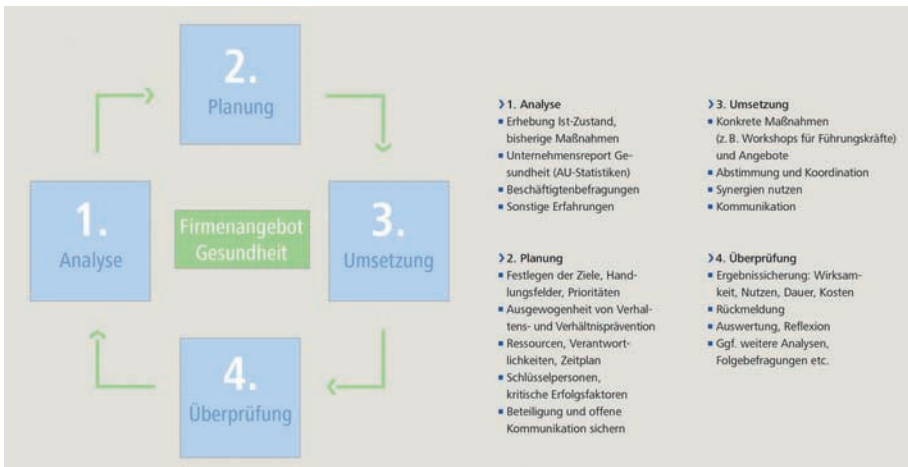 2.
Planung
1.
Analyse
Firmenangebot
Gesundheit
3.
Umsetzung
4.
Überprüfung
1. Analyse
Erhebung Ist-Zustand,
bisherige Maßnahmen
Unternehmensreport Ge-
sundheit (AU-Statistiken)
Beschäftigtenbefragungen
Sonstige Erfahrungen
2. Planung
Festlegen der Ziele, Hand-
lungsfelder, Prioritäten
Ausgewogenheit von Verhal-
tens- und Verhältnisprävention
Ressourcen, Verantwort-
lichkeiten, Zeitplan
Schlüsselpersonen,
kritische Erfolgsfaktoren
Beteiligung und offene
Kommunikation sichern
3. Umsetzung
Konkrete Maßnahmen
(z. B. Workshops für Führungskräfte)
und Angebote
Abstimmung und Koordination
Synergien nutzen
Kommunikation
4. Überprüfung
Ergebnissicherung: Wirksam-
keit, Nutzen, Dauer, Kosten
Rückmeldung
Auswertung, Reflexion
Ggf. weitere Analysen,
Folgebefragungen etc.